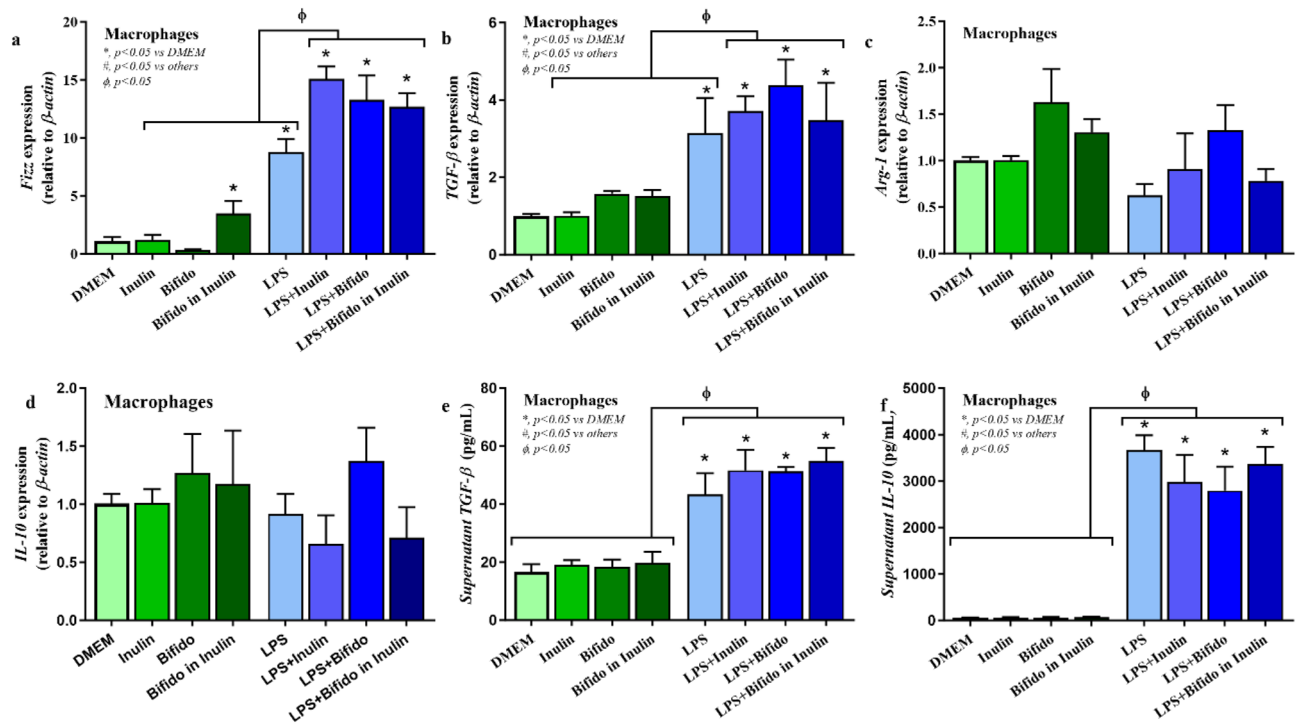 a
Macrophages
*, p<0.05 vs DMEM
#, p<0.05 vs others
ϕ, p<0.05
ϕ
Fizz expression
(relative to β-actin)
20
15
10
5
0
*
*
*
*
*
DMEM
Inulin
Bifido
Bifido in Inulin
LPS
LPS+Inulin
LPS+Bifido
LPS+Bifido in Inulin
b
Macrophages
*, p<0.05 vs DMEM
#, p<0.05 vs others
ϕ, p<0.05
ϕ
TGF-β expression
(relative to β-actin)
6
4
2
0
*
*
*
*
DMEM
Inulin
Bifido
Bifido in Inulin
LPS
LPS+Inulin
LPS+Bifido
LPS+Bifido in Inulin
c
Macrophages
Arg-1 expression
(relative to β-actin)
2.5
2.0
1.5
1.0
0.5
0.0
DMEM
Inulin
Bifido
Bifido in Inulin
LPS
LPS+Inulin
LPS+Bifido
LPS+Bifido in Inulin
d
Macrophages
IL-10 expression
(relative to β-actin)
2.0
1.5
1.0
0.5
0.0
DMEM
Inulin
Bifido
Bifido in Inulin
LPS
LPS+Inulin
LPS+Bifido
LPS+Bifido in Inulin
e
Macrophages
*, p<0.05 vs DMEM
#, p<0.05 vs others
ϕ, p<0.05
ϕ
Supernatant TGF-β (pg/mL)
80
60
40
20
0
*
*
*
*
DMEM
Inulin
Bifido
Bifido in Inulin
LPS
LPS+Inulin
LPS+Bifido
LPS+Bifido in Inulin
f
Macrophages
*, p<0.05 vs DMEM
#, p<0.05 vs others
ϕ, p<0.05
ϕ
Supernatant IL-10 (pg/mL)
5000
4000
3000
2000
1000
0
*
*
*
*
DMEM
Inulin
Bifido
Bifido in Inulin
LPS
LPS+Inulin
LPS+Bifido
LPS+Bifido in Inulin